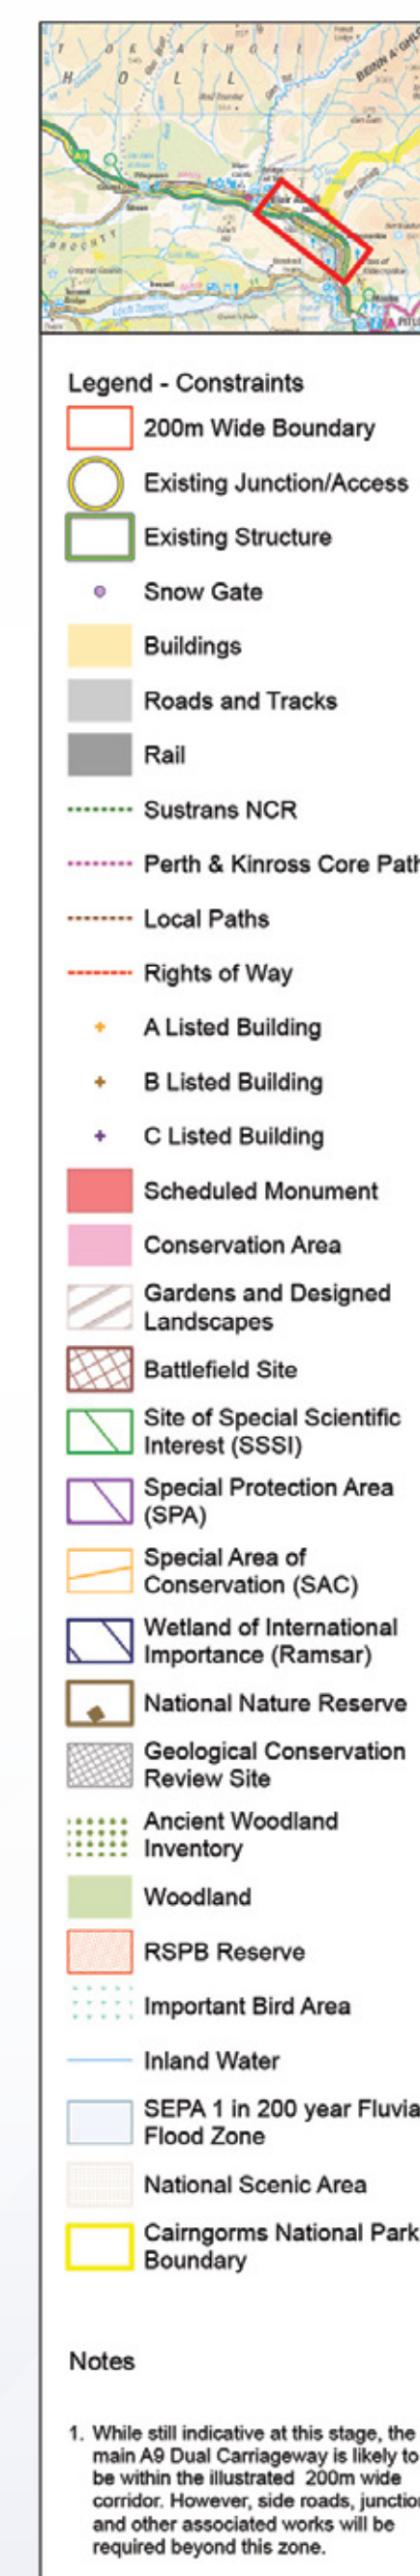 Legend - Constraints
200m Wide Boundary
Existing Junction/Access
Existing Structure
Snow Gate
Buildings
Roads and Tracks
Rail
Sustrans NCR
Perth & Kinross Core Path
Local Paths
Rights of Way
A Listed Building
B Listed Building
C Listed Building
Scheduled Monument
Conservation Area
Gardens and Designed
Landscapes
Battlefield Site
Site of Special Scientific
Interest (SSSI)
Special Protection Area
(SPA)
Special Area of
Conservation (SAC)
Wetland of International
Importance (Ramsar)
National Nature Reserve
Geological Conservation
Review Site
Ancient Woodland
Inventory
Woodland
RSPB Reserve
Important Bird Area
Inland Water
SEPA 1 in 200 year Fluvia
Flood Zone
National Scenic Area
Cairngorms National Park
Boundary
Notes
1. While still indicative at this stage, the
main A9 Dual Carriageway is likely to
be within the illustrated 200m wide
corridor. However, side roads, junction
and other associated works will be
required beyond this zone.